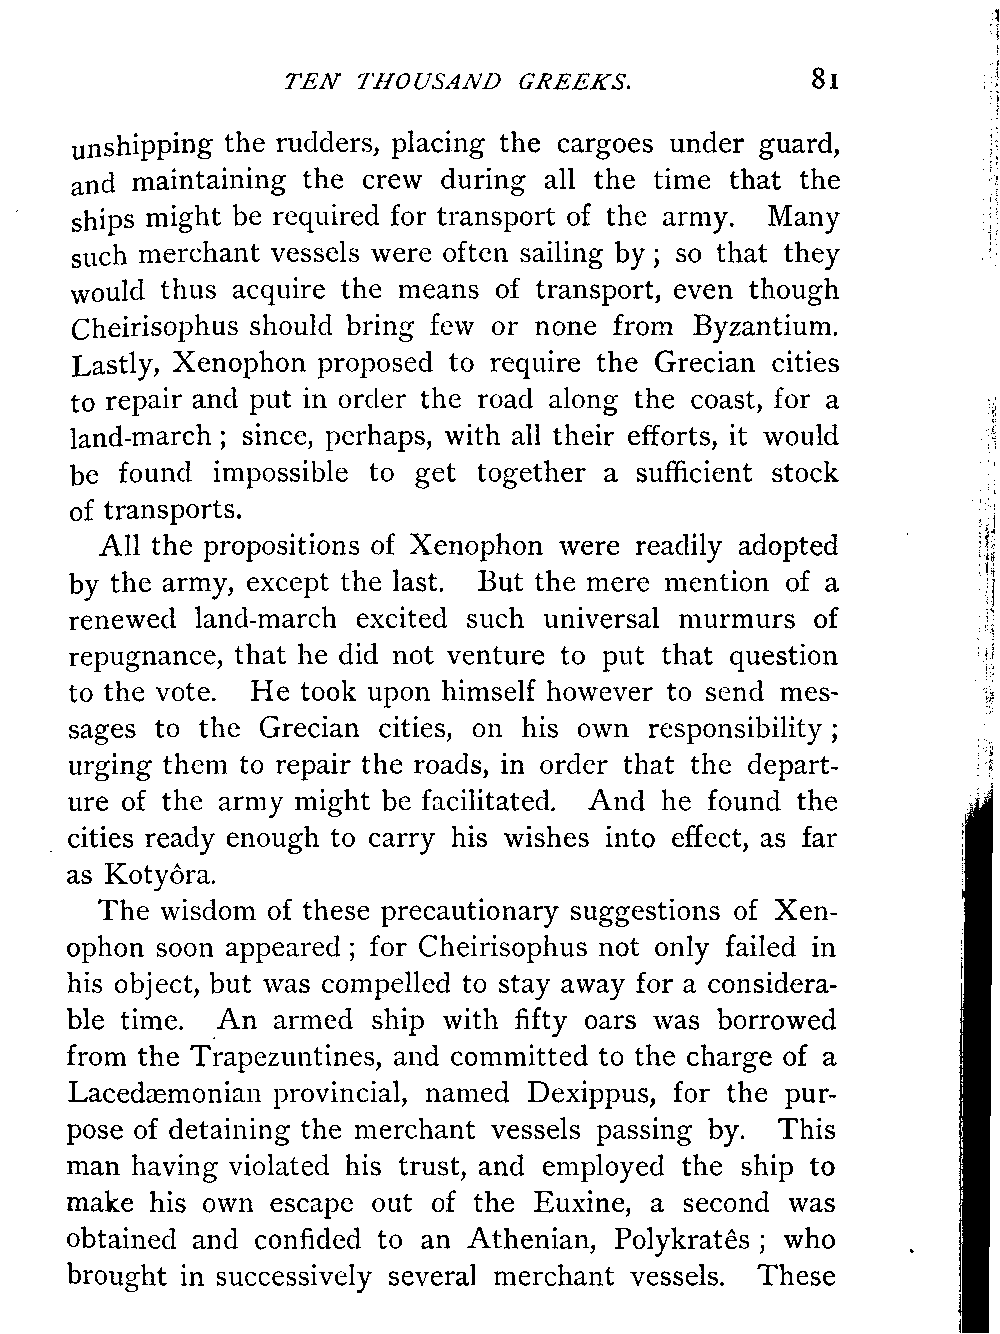 TEN THOUSAND GREEKS. 81
unshipping the rudders, placing the cargoes under guard,
and maintaining the crew during all the time that the
ships might be required for transport of the army. Many
such merchant vessels were often sailing by ; so that they
would thus acquire the means of transport, even though
Cheirisophus should bring few or none from Byzantium.
Lastly, Xenophon proposed to require the Grecian cities
to repair and put in order the road along the coast, for a
land-march ; since, perhaps, with all their efforts, it would
be found impossible to get together a sufficient stock
of transports.
All the propositions of Xenophon were readily adopted
by the army, except the last. But the mere mention of a
renewed land-march excited such universal murmurs of
repugnance, that he did not venture to put that question
to the vote. He took upon himself however to send mes-
sages to the Grecian cities, on his own responsibility ;
urging them to repair the roads, in order that the depart-
ure of the army might be facilitated. And he found the
cities ready enough to carry his wishes into effect, as far
as Kotyôra.
The wisdom of these precautionary suggestions of Xen-
ophon soon appeared ; for Cheirisophus not only failed in
his object, but was compelled to stay away for a considera-
ble time. An armed ship with fifty oars was borrowed
from the Trapezuntines, and committed to the charge of a
Lacedæmonian provincial, named Dexippus, for the pur-
pose of detaining the merchant vessels passing by. This
man having violated his trust, and employed the ship to
make his own escape out of the Euxine, a second was
obtained and confided to an Athenian, Polykratês ; who
brought in successively several merchant vessels. These